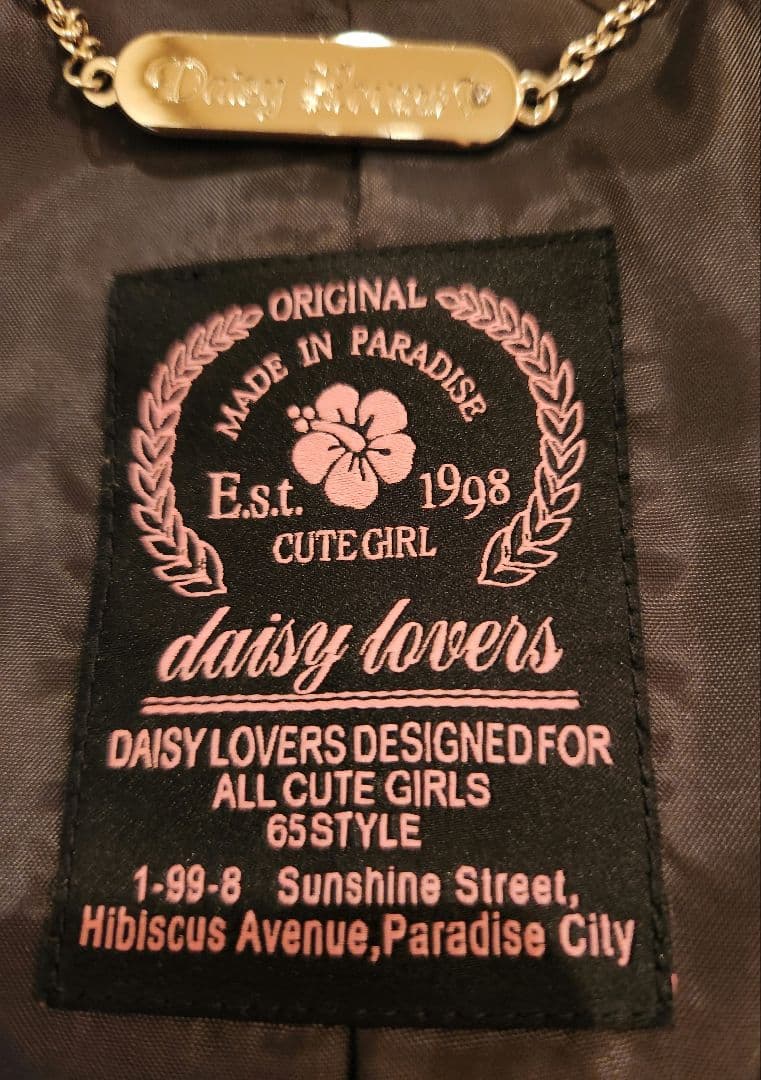 Daisy Lovers
ORIGINAL
MADE IN PARADISE
E.s.t. 1998
CUTE GIRL
daisy lovers
DAISY LOVERS DESIGNED FOR
ALL CUTE GIRLS
65 STYLE
1-99-8 Sunshine Street,
Hibiscus Avenue,Paradise City